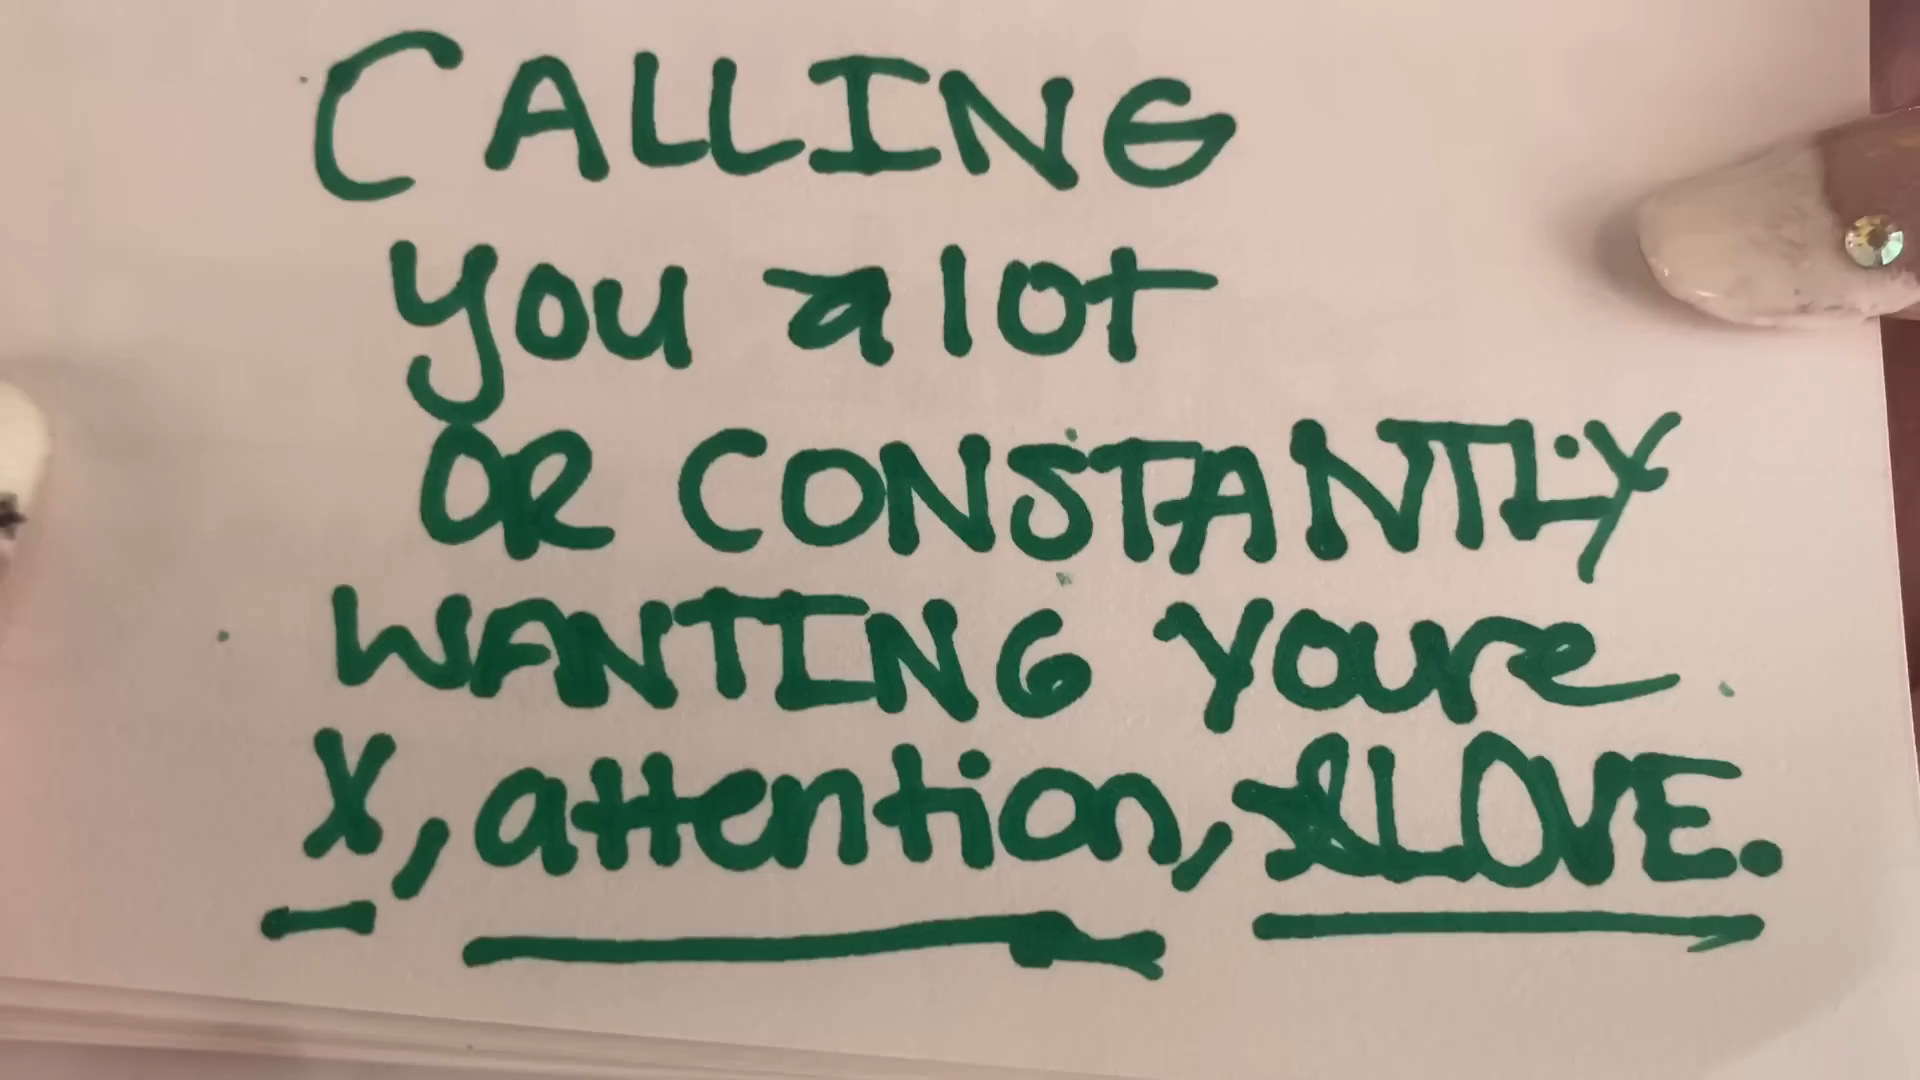 CALLING
you a lot
OR CONSTANTLY
WANTING youre
X, attention, & LOVE.